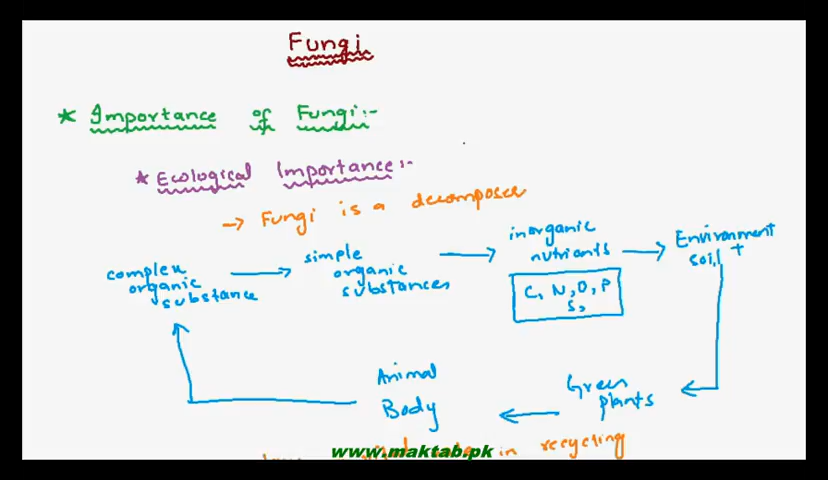 Fungi
* Importance of Fungi:-
* Ecological Importance:-
→ Fungi is a decomposer
complex organic substance → simple organic substances → inorganic nutrients → Environment soil +
C, N, O, P
S,
Animal
Body ← Green plants
in recycling
www.maktab.pk